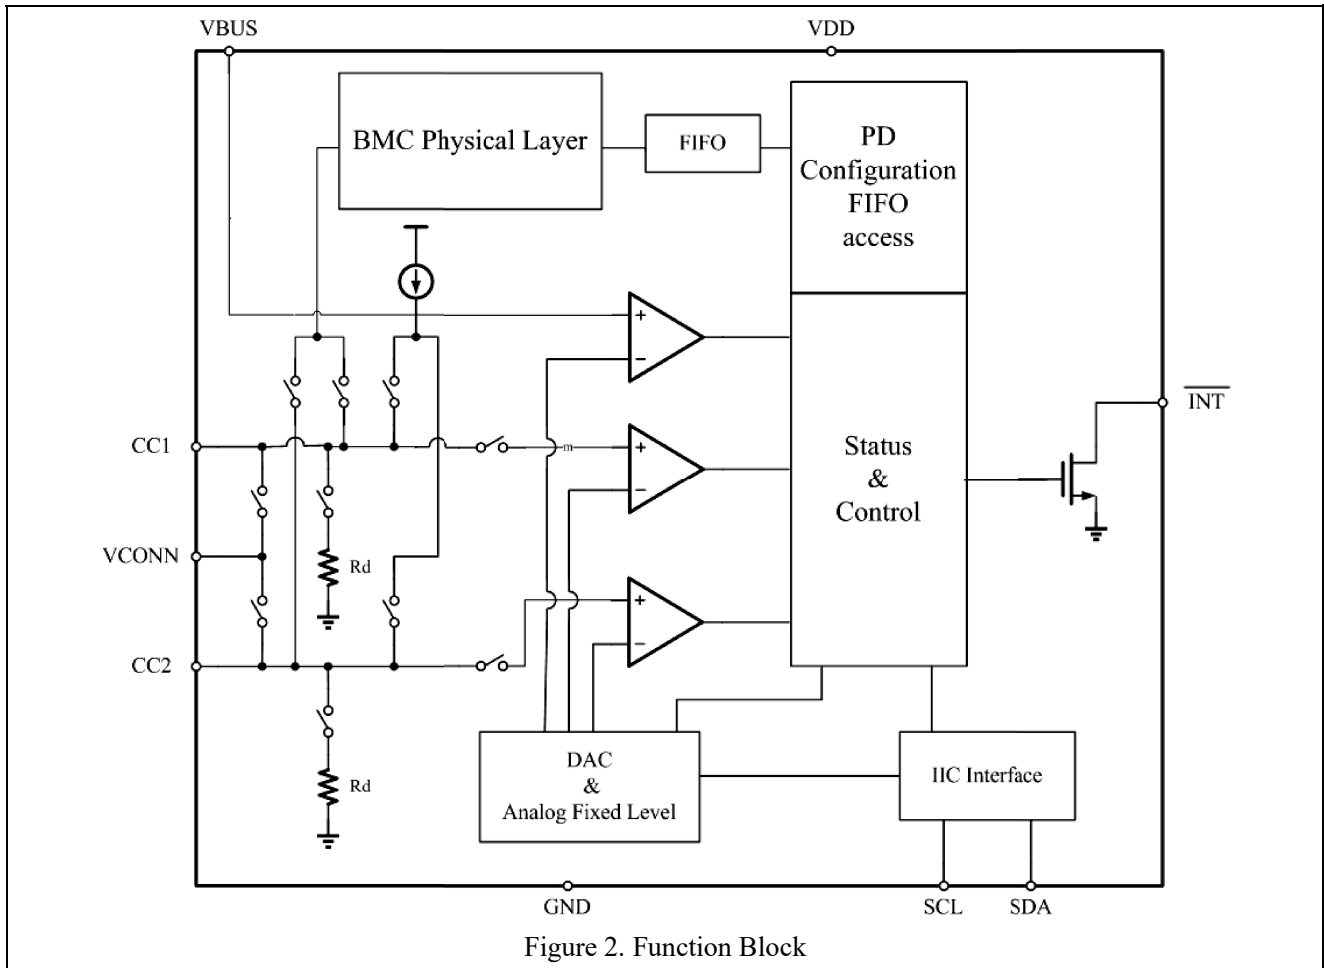 VBUS
VDD
BMC Physical Layer
FIFO
PD
Configuration
FIFO
access
+
−
INT
CC1
m
+
−
Status
&
Control
VCONN
Rd
+
−
CC2
Rd
DAC
&
Analog Fixed Level
IIC Interface
GND
SCL
SDA
Figure 2. Function Block